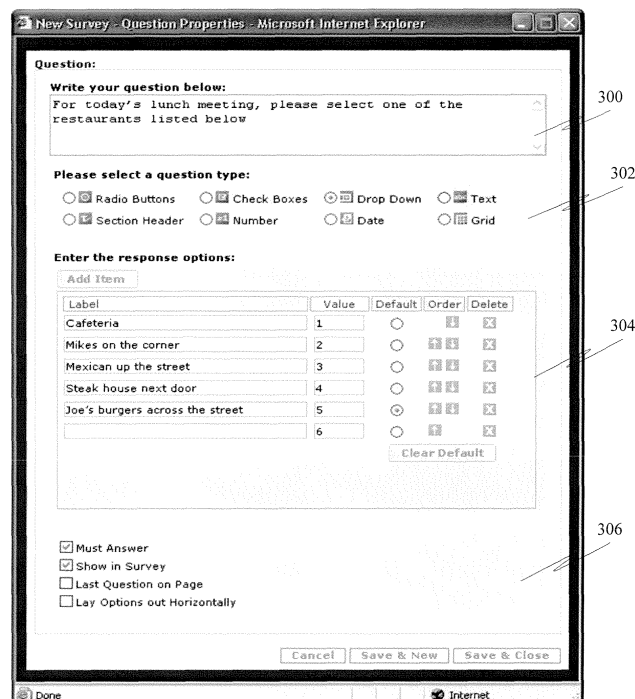 New Survey - Question Properties - Microsoft Internet Explorer
Question:
Write your question below:
For today's lunch meeting, please select one of the
restaurants listed below
300
Please select a question type:
302
Radio Buttons Check Boxes Drop Down Text
Section Header Number Date Grid
Enter the response options:
Add Item
Label Value Default Order Delete
Cafeteria 1
304
Mikes on the corner 2
Mexican up the street 3
Steak house next door 4
Joe's burgers across the street 5
6
Clear Default
306
Must Answer
Show in Survey
Last Question on Page
Lay Options out Horizontally
Cancel Save & New Save & Close
Done Internet